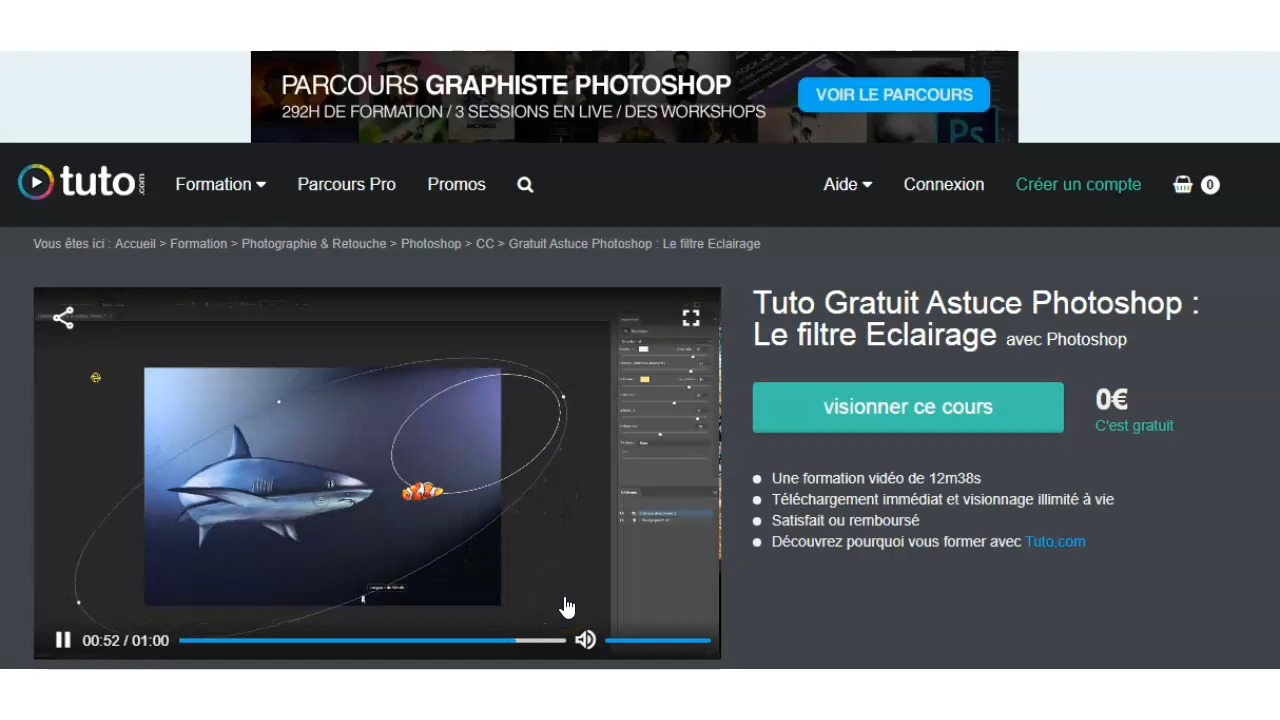 PARCOURS GRAPHISTE PHOTOSHOP
292H DE FORMATION / 3 SESSIONS EN LIVE / DES WORKSHOPS
VOIR LE PARCOURS
Ps
tuto.com
Formation
Parcours Pro
Promos
Aide
Connexion
Créer un compte
0
Vous êtes ici : Accueil > Formation > Photographie & Retouche > Photoshop > CC > Gratuit Astuce Photoshop : Le filtre Eclairage
Tuto Gratuit Astuce Photoshop :
Le filtre Eclairage avec Photoshop
visionner ce cours
0€
C'est gratuit
Une formation vidéo de 12m38s
Téléchargement immédiat et visionnage illimité à vie
Satisfait ou remboursé
Découvrez pourquoi vous former avec Tuto.com
00:52 / 01:00